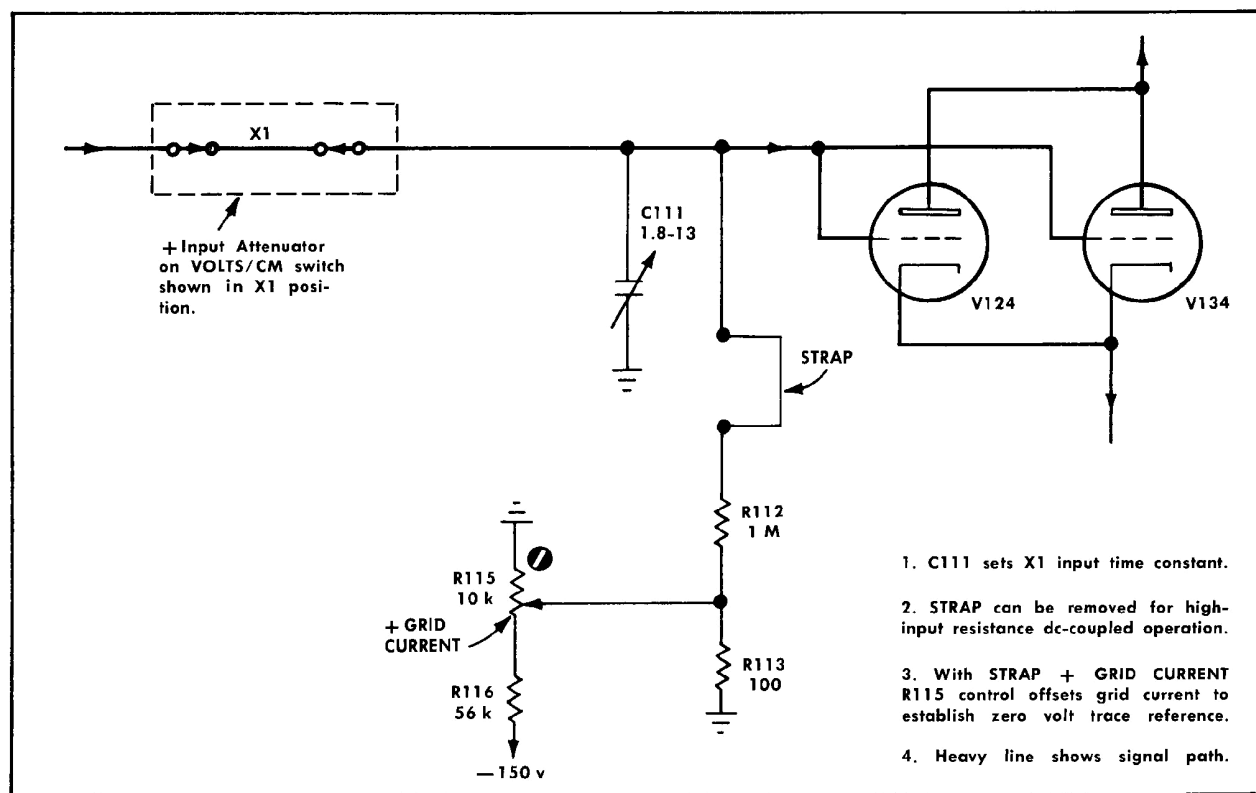 X1
+ Input Attenuator
on VOLTS/CM switch
shown in X1 posi-
tion.
C111
1.8-13
V124
V134
STRAP
R112
1 M
R115
10 k
+ GRID
CURRENT
R113
100
R116
56 k
—150 v
1. C111 sets X1 input time constant.
2. STRAP can be removed for high-
input resistance dc-coupled operation.
3. With STRAP + GRID CURRENT
R115 control offsets grid current to
establish zero volt trace reference.
4. Heavy line shows signal path.